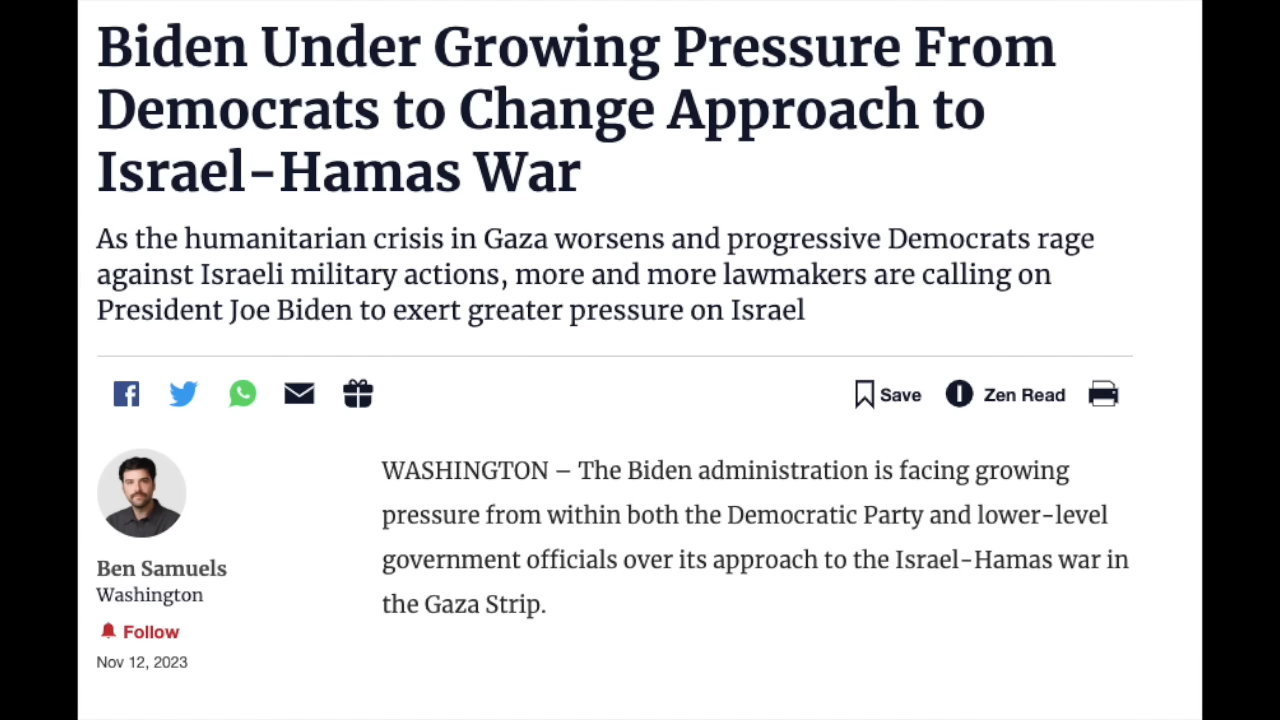 Biden Under Growing Pressure From
Democrats to Change Approach to
Israel-Hamas War
As the humanitarian crisis in Gaza worsens and progressive Democrats rage
against Israeli military actions, more and more lawmakers are calling on
President Joe Biden to exert greater pressure on Israel
Save
Zen Read
Ben Samuels
Washington
Follow
Nov 12, 2023
WASHINGTON – The Biden administration is facing growing
pressure from within both the Democratic Party and lower-level
government officials over its approach to the Israel-Hamas war in
the Gaza Strip.